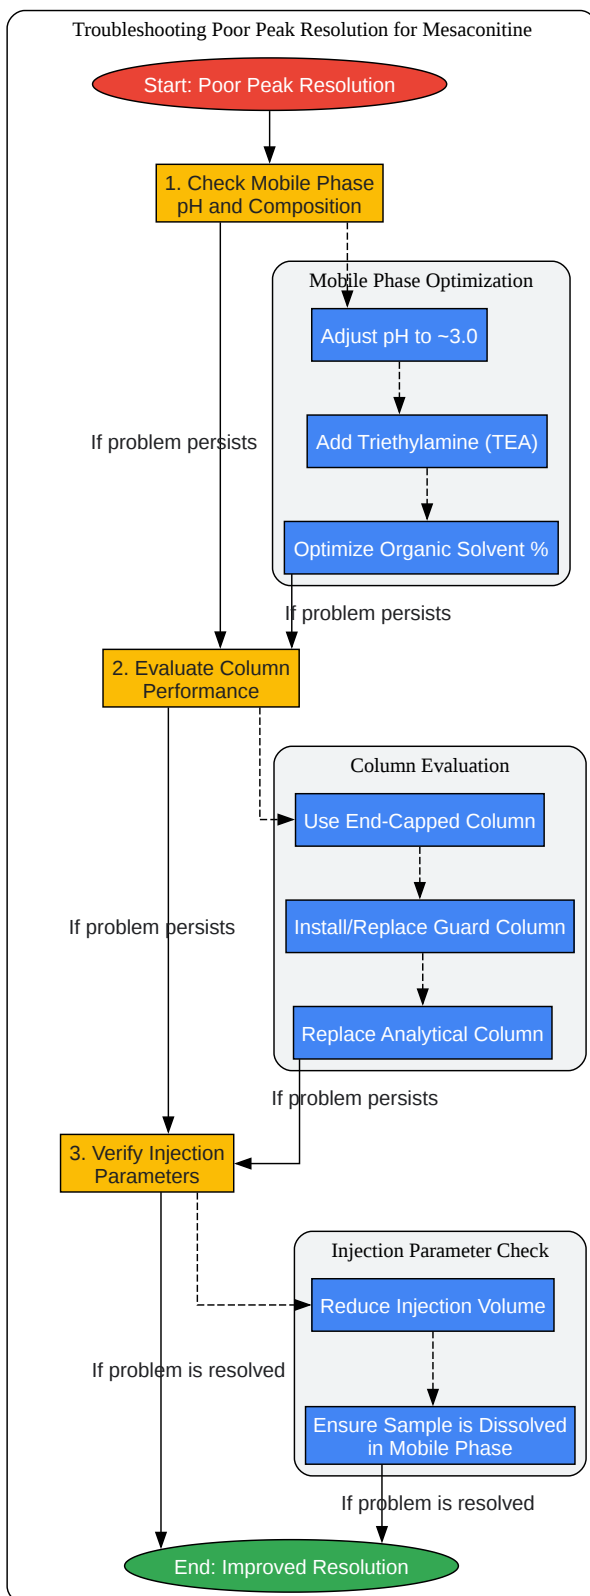 Troubleshooting Poor Peak Resolution for Mesaconitine
Start: Poor Peak Resolution
1. Check Mobile Phase
pH and Composition
Mobile Phase Optimization
Adjust pH to ~3.0
If problem persists
Add Triethylamine (TEA)
Optimize Organic Solvent %
If problem persists
2. Evaluate Column
Performance
Column Evaluation
Use End-Capped Column
If problem persists
Install/Replace Guard Column
Replace Analytical Column
If problem persists
3. Verify Injection
Parameters
Injection Parameter Check
Reduce Injection Volume
If problem is resolved
Ensure Sample is Dissolved
in Mobile Phase
If problem is resolved
End: Improved Resolution